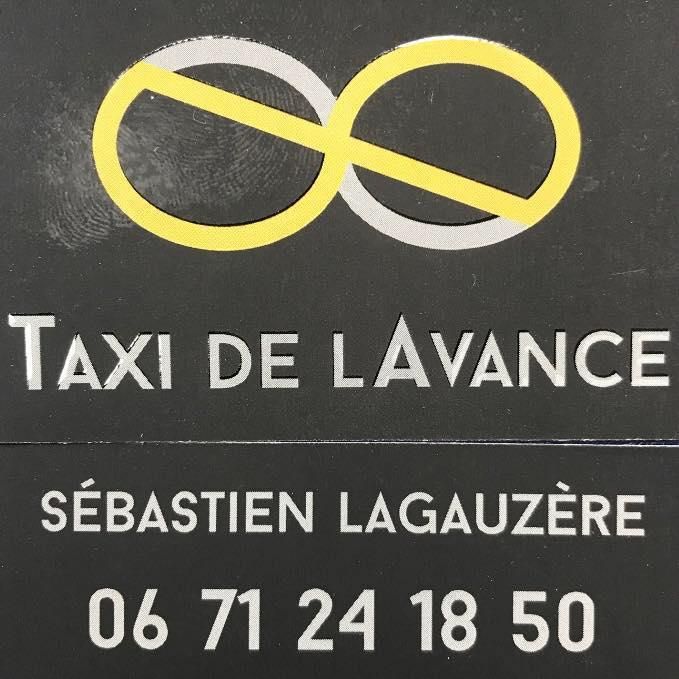 TAXI DE LAVANCE
SÉBASTIEN LAGAUZÈRE
06 71 24 18 50